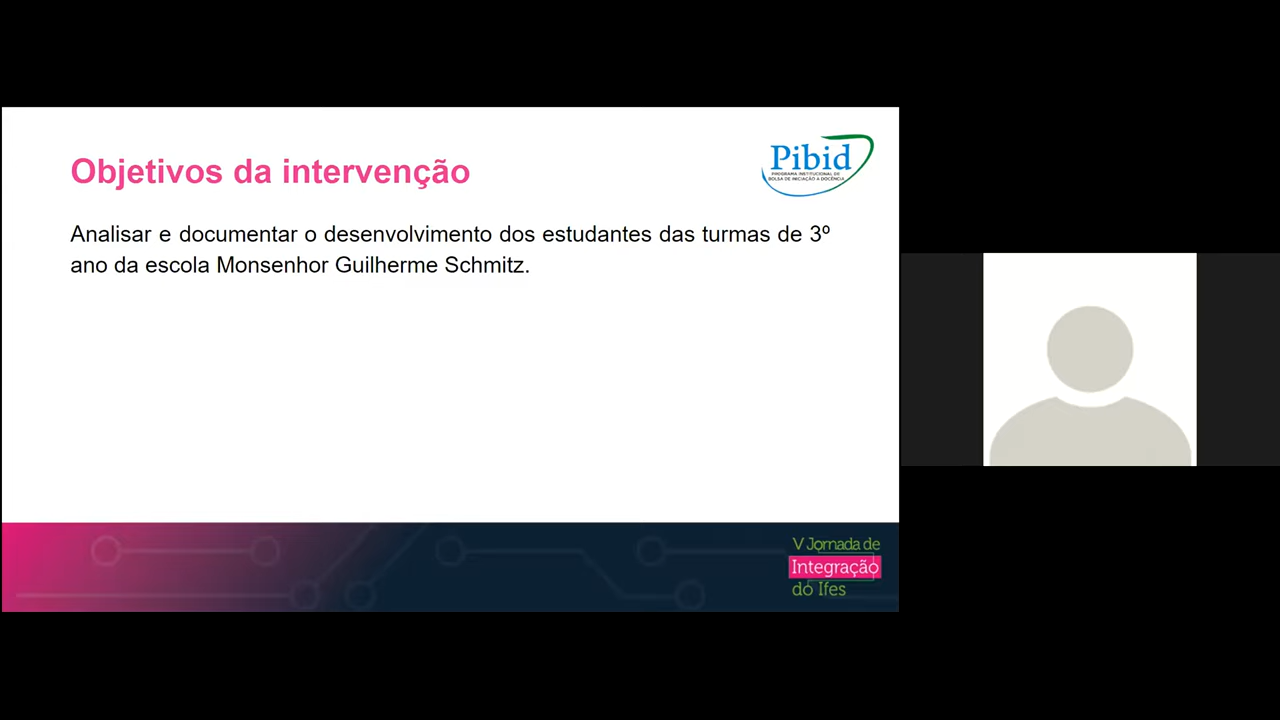 Objetivos da intervenção
Pibid
PROGRAMA INSTITUCIONAL DE
BOLSA DE INICIAÇÃO À DOCÊNCIA
Analisar e documentar o desenvolvimento dos estudantes das turmas de 3º
ano da escola Monsenhor Guilherme Schmitz.
V Jornada de
Integração
do Ifes